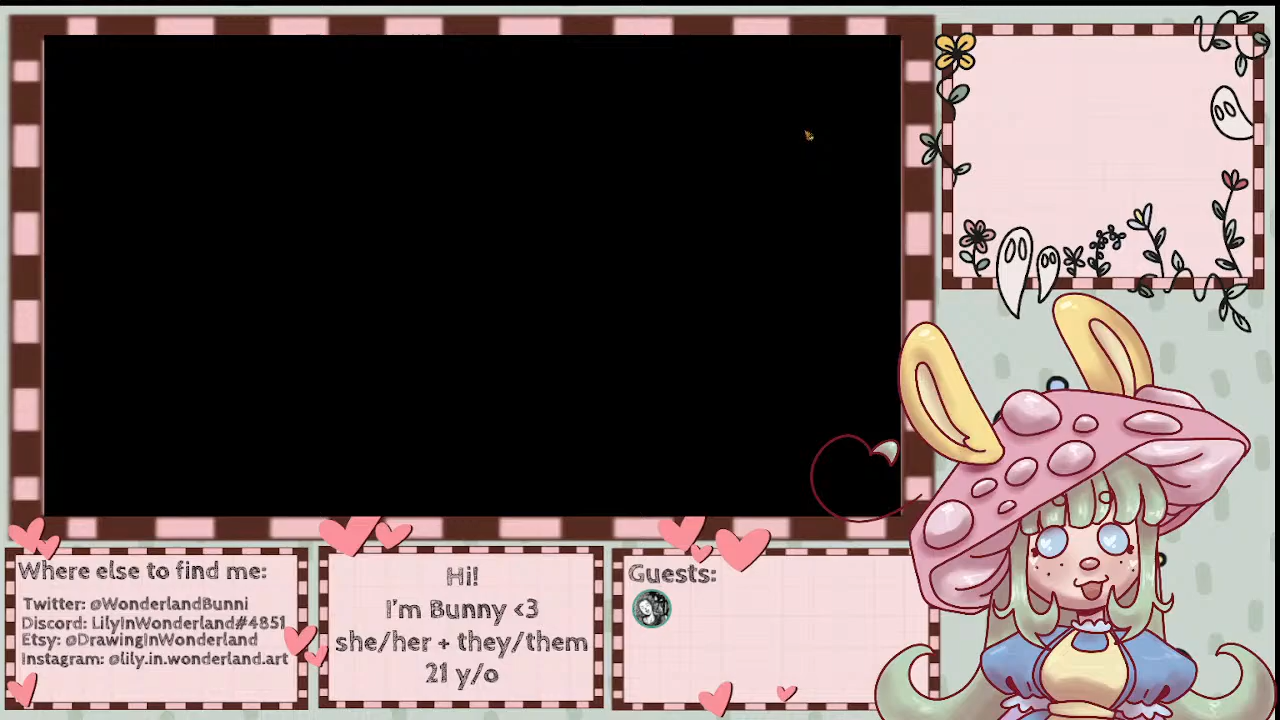 Where else to find me:
Twitter: @WonderlandBunni
Discord: LilyInWonderland#4851
Etsy: @DrawingInWonderland
Instagram: @lily.in.wonderland.art
Hi!
I'm Bunny <3
she/her + they/them
21 y/o
Guests: